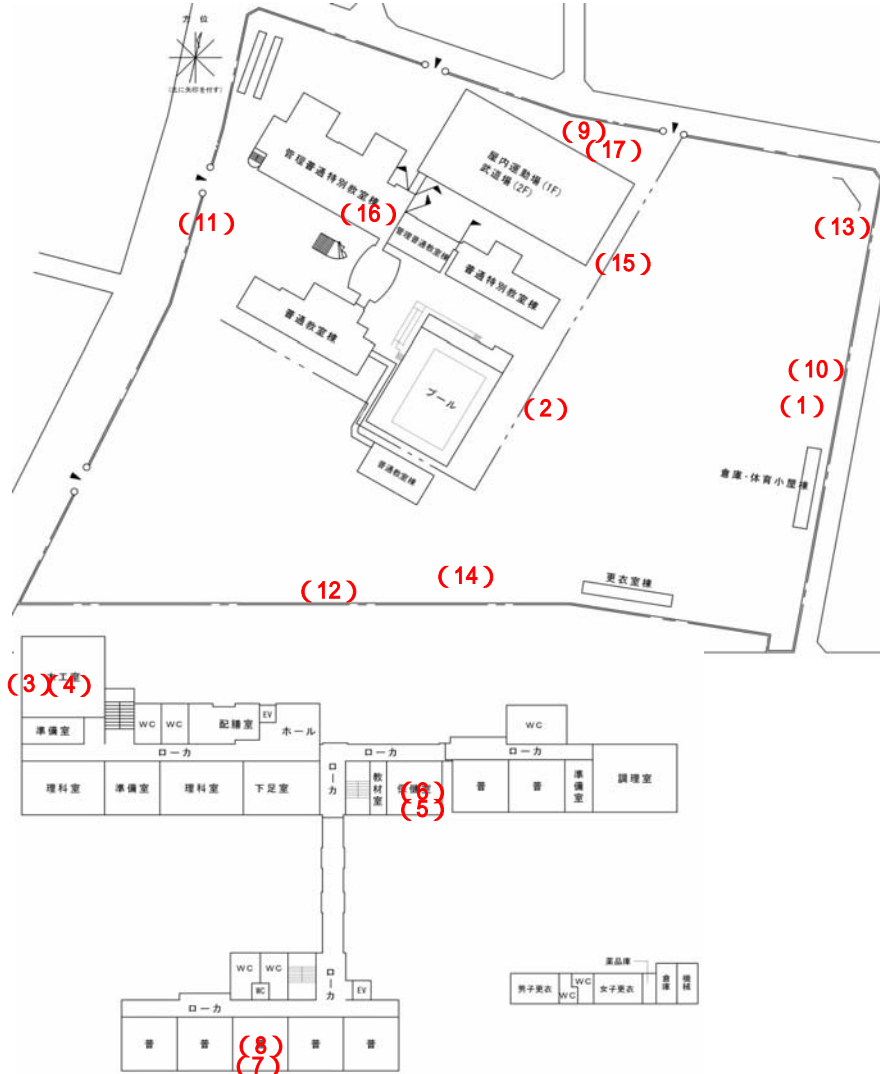 方位
(北に矢印を付す)
(9)
(17)
屋内運動場(1F)
武道場(2F)
管理普通特別教室棟
(16)
(11)
(13)
管理普通教室棟
(15)
普通特別教室棟
普通教室棟
プール
(10)
(2)
(1)
普通教室棟
倉庫・体育小屋棟
(14)
更衣室棟
(12)
(3)
(4)
工室
準備室
WC
WC
配膳室
EV
ホール
WC
ローカ
ローカ
ローカ
理科室
準備室
理科室
下足室
ローカ
教材室
(6)
(5)
普
普
準備室
調理室
WC
WC
WC
ローカ
EV
ローカ
薬品庫
男子更衣
WC
WC
女子更衣
倉庫
機械
普
普
(8)
(7)
普
普